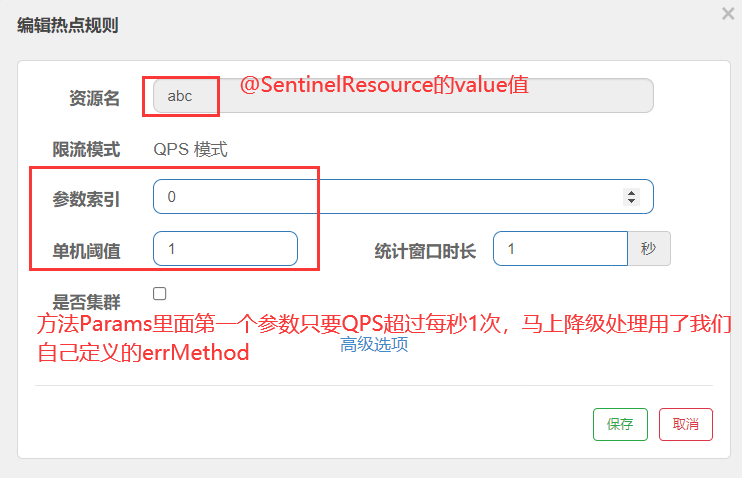 编辑热点规则
×
资源名 abc @SentinelResource的value值
限流模式 QPS 模式
参数索引 0
单机阈值 1 统计窗口时长 1 秒
是否集群
方法Params里面第一个参数只要QPS超过每秒1次，马上降级处理用了我们
自己定义的errMethod
高级选项
保存 取消